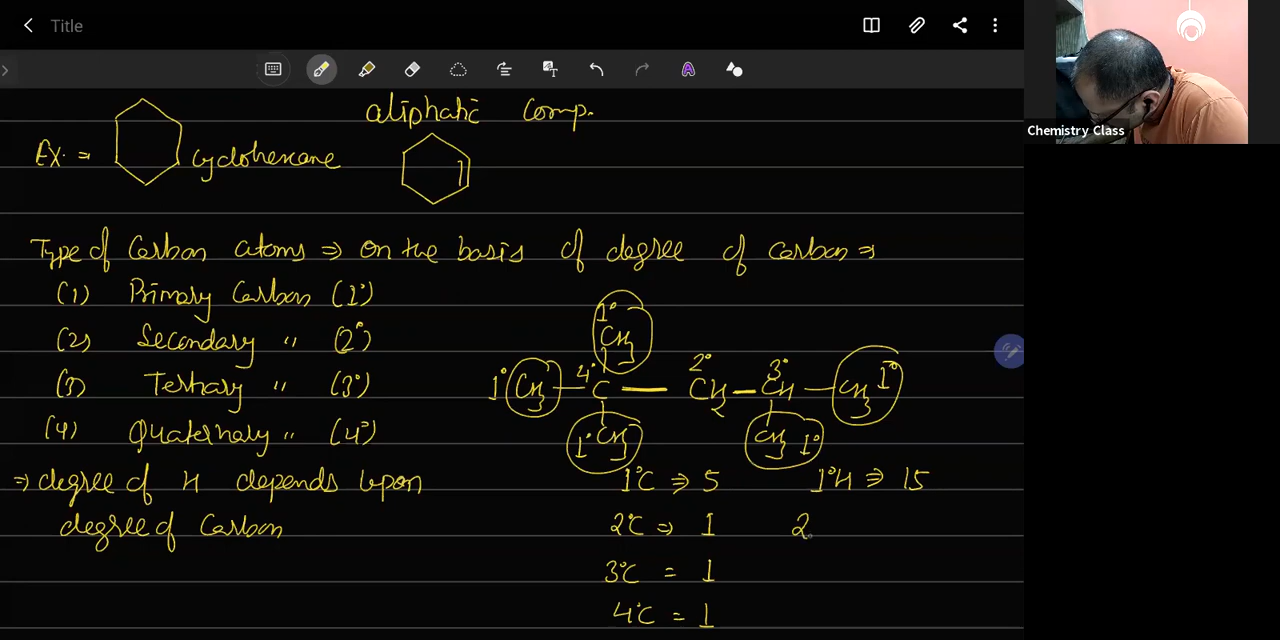 Title
Chemistry Class
aliphatic comp.
Ex. = cyclohexane
Type of Carbon atoms ⇒ on the basis of degree of carbon ⇒
(1) Primary Carbon (1°)
(2) Secondary " (2°)
(3) Tertiary " (3°)
(4) Quaternary " (4°)
1°
CH3
1° CH3 — 4° C — 2° CH2 — 3° CH — CH3 1°
1° CH3 CH3 1°
⇒ degree of H depends upon
degree of Carbon
1°C ⇒ 5 1°H ⇒ 15
2°C ⇒ 1 2
3°C = 1
4°C = 1